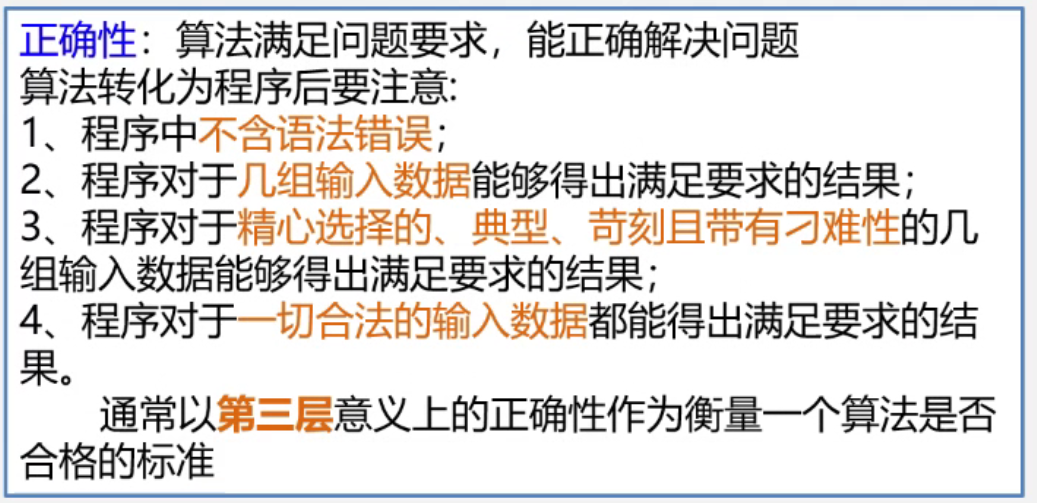 正确性：算法满足问题要求，能正确解决问题
算法转化为程序后要注意:
1、程序中不含语法错误；
2、程序对于几组输入数据能够得出满足要求的结果；
3、程序对于精心选择的、典型、苛刻且带有刁难性的几
组输入数据能够得出满足要求的结果；
4、程序对于一切合法的输入数据都能得出满足要求的结
果。
通常以第三层意义上的正确性作为衡量一个算法是否
合格的标准